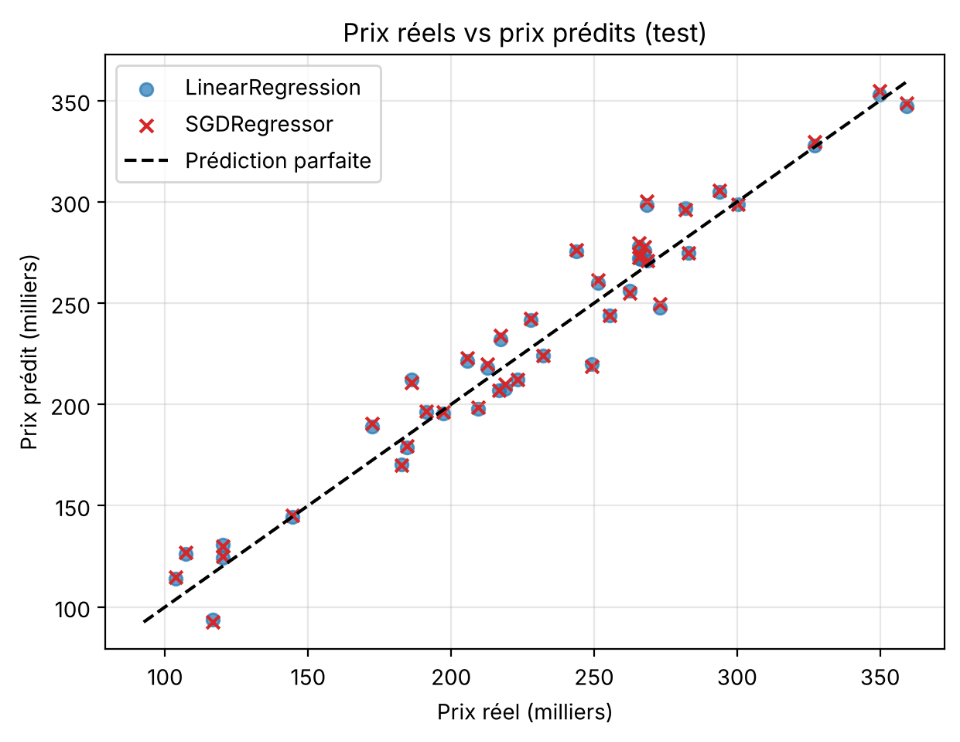 Prix réels vs prix prédits (test)
LinearRegression
SGDRegressor
Prédiction parfaite
Prix prédit (milliers)
350
300
250
200
150
100
100 150 200 250 300 350
Prix réel (milliers)